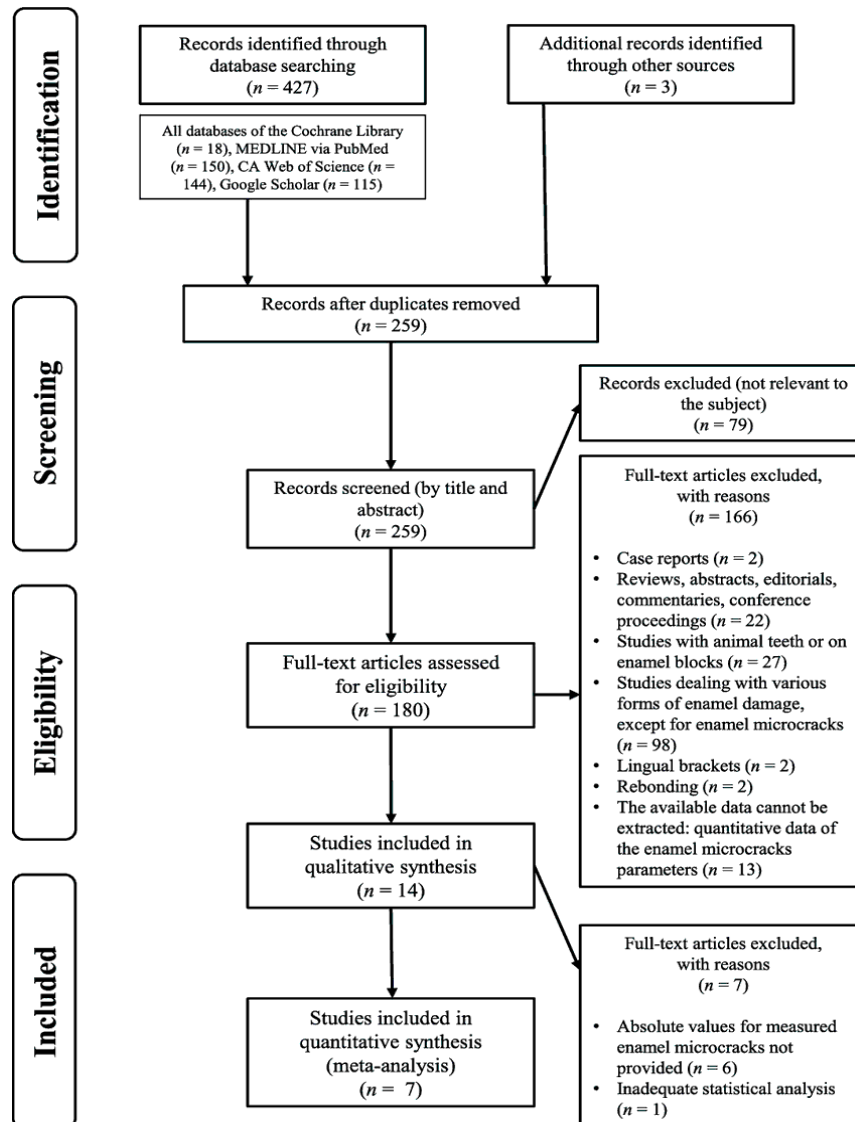 Identification
Records identified through
database searching
(n = 427)
Additional records identified
through other sources
(n = 3)
All databases of the Cochrane Library
(n = 18), MEDLINE via PubMed
(n = 150), CA Web of Science (n =
144), Google Scholar (n = 115)
Screening
Records after duplicates removed
(n = 259)
Records excluded (not relevant to
the subject)
(n = 79)
Records screened (by title and
abstract)
(n = 259)
Full-text articles excluded,
with reasons
(n = 166)
• Case reports (n = 2)
• Reviews, abstracts, editorials,
commentaries, conference
proceedings (n = 22)
• Studies with animal teeth or on
enamel blocks (n = 27)
• Studies dealing with various
forms of enamel damage,
except for enamel microcracks
(n = 98)
• Lingual brackets (n = 2)
• Rebonding (n = 2)
• The available data cannot be
extracted: quantitative data of
the enamel microcracks
parameters (n = 13)
Eligibility
Full-text articles assessed
for eligibility
(n = 180)
Studies included in
qualitative synthesis
(n = 14)
Included
Full-text articles excluded,
with reasons
(n = 7)
• Absolute values for measured
enamel microcracks not
provided (n = 6)
• Inadequate statistical analysis
(n = 1)
Studies included in
quantitative synthesis
(meta-analysis)
(n = 7)